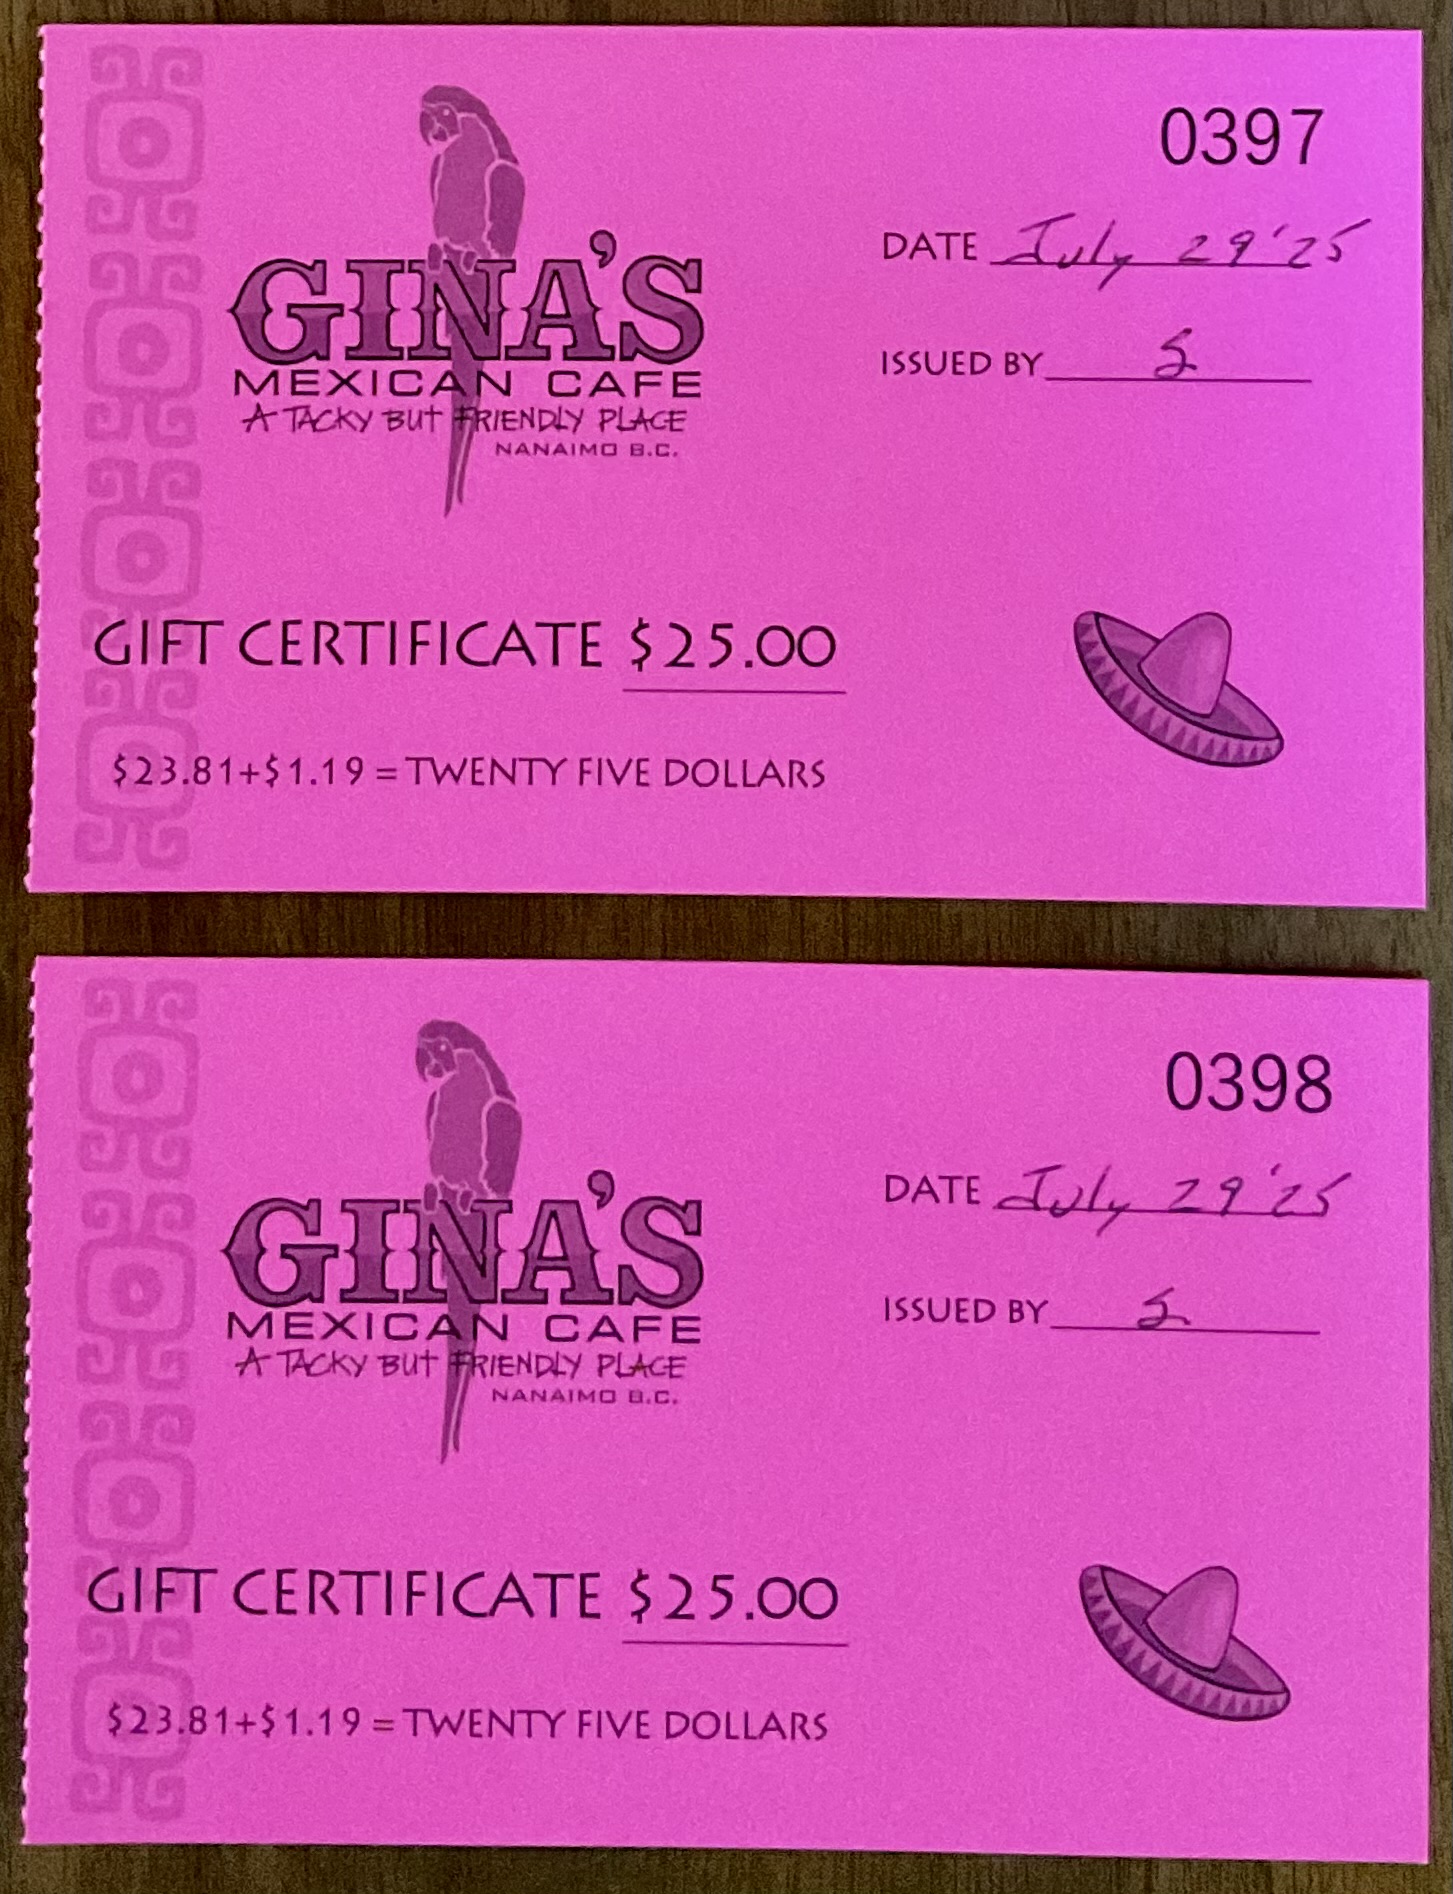 0397
DATE July 29 '25
ISSUED BY
GINA'S
MEXICAN CAFE
A TACKY BUT FRIENDLY PLACE
NANAIMO B.C.
GIFT CERTIFICATE $25.00
$23.81+$1.19 = TWENTY FIVE DOLLARS
0398
DATE July 29 '25
ISSUED BY
GINA'S
MEXICAN CAFE
A TACKY BUT FRIENDLY PLACE
NANAIMO B.C.
GIFT CERTIFICATE $25.00
$23.81+$1.19 = TWENTY FIVE DOLLARS